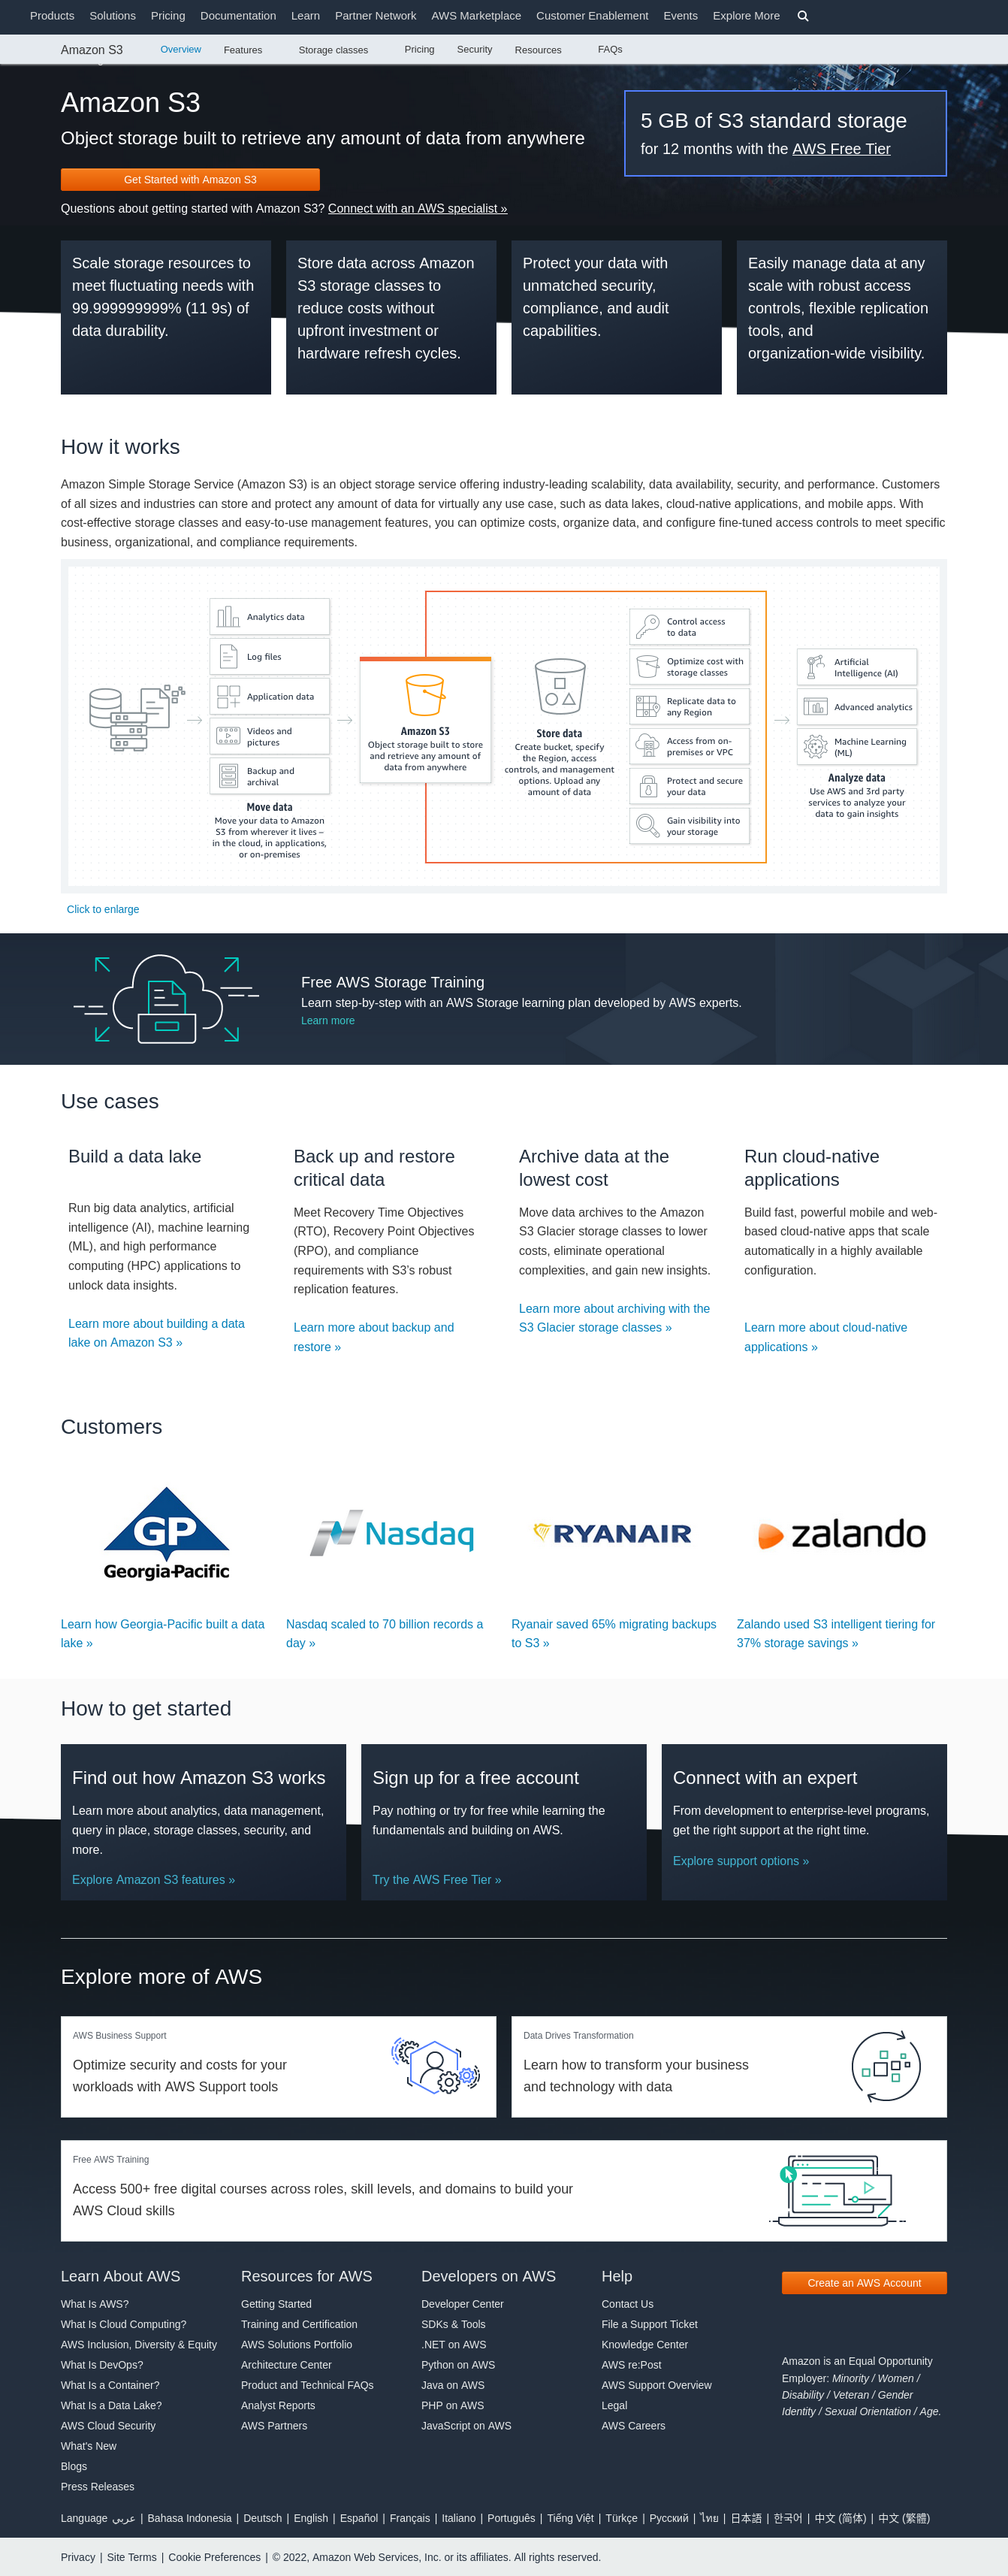 Products Solutions Pricing Documentation Learn Partner Network AWS Marketplace Customer Enablement Events Explore More
Amazon S3 Overview Features Storage classes Pricing Security Resources FAQs
Amazon S3
Object storage built to retrieve any amount of data from anywhere
Get Started with Amazon S3
Questions about getting started with Amazon S3? Connect with an AWS specialist »
5 GB of S3 standard storage
for 12 months with the AWS Free Tier
Scale storage resources to
meet fluctuating needs with
99.999999999% (11 9s) of
data durability.
Store data across Amazon
S3 storage classes to
reduce costs without
upfront investment or
hardware refresh cycles.
Protect your data with
unmatched security,
compliance, and audit
capabilities.
Easily manage data at any
scale with robust access
controls, flexible replication
tools, and
organization-wide visibility.
How it works
Amazon Simple Storage Service (Amazon S3) is an object storage service offering industry-leading scalability, data availability, security, and performance. Customers
of all sizes and industries can store and protect any amount of data for virtually any use case, such as data lakes, cloud-native applications, and mobile apps. With
cost-effective storage classes and easy-to-use management features, you can optimize costs, organize data, and configure fine-tuned access controls to meet specific
business, organizational, and compliance requirements.
Analytics data
Log files
Application data
Videos and
pictures
Backup and
archival
Move data
Move your data to Amazon
S3 from wherever it lives –
in the cloud, in applications,
or on-premises
Amazon S3
Object storage built to store
and retrieve any amount of
data from anywhere
Store data
Create bucket, specify
the Region, access
controls, and management
options. Upload any
amount of data
Control access
to data
Optimize cost with
storage classes
Replicate data to
any Region
Access from on-
premises or VPC
Protect and secure
your data
Gain visibility into
your storage
Artificial
Intelligence (AI)
Advanced analytics
Machine Learning
(ML)
Analyze data
Use AWS and 3rd party
services to analyze your
data to gain insights
Click to enlarge
Free AWS Storage Training
Learn step-by-step with an AWS Storage learning plan developed by AWS experts.
Learn more
Use cases
Build a data lake
Run big data analytics, artificial
intelligence (AI), machine learning
(ML), and high performance
computing (HPC) applications to
unlock data insights.
Learn more about building a data
lake on Amazon S3 »
Back up and restore
critical data
Meet Recovery Time Objectives
(RTO), Recovery Point Objectives
(RPO), and compliance
requirements with S3’s robust
replication features.
Learn more about backup and
restore »
Archive data at the
lowest cost
Move data archives to the Amazon
S3 Glacier storage classes to lower
costs, eliminate operational
complexities, and gain new insights.
Learn more about archiving with the
S3 Glacier storage classes »
Run cloud-native
applications
Build fast, powerful mobile and web-
based cloud-native apps that scale
automatically in a highly available
configuration.
Learn more about cloud-native
applications »
Customers
GP
Georgia-Pacific
Nasdaq
RYANAIR
zalando
Learn how Georgia-Pacific built a data
lake »
Nasdaq scaled to 70 billion records a
day »
Ryanair saved 65% migrating backups
to S3 »
Zalando used S3 intelligent tiering for
37% storage savings »
How to get started
Find out how Amazon S3 works
Learn more about analytics, data management,
query in place, storage classes, security, and
more.
Explore Amazon S3 features »
Sign up for a free account
Pay nothing or try for free while learning the
fundamentals and building on AWS.
Try the AWS Free Tier »
Connect with an expert
From development to enterprise-level programs,
get the right support at the right time.
Explore support options »
Explore more of AWS
AWS Business Support
Optimize security and costs for your
workloads with AWS Support tools
Data Drives Transformation
Learn how to transform your business
and technology with data
Free AWS Training
Access 500+ free digital courses across roles, skill levels, and domains to build your
AWS Cloud skills
Learn About AWS
What Is AWS?
What Is Cloud Computing?
AWS Inclusion, Diversity & Equity
What Is DevOps?
What Is a Container?
What Is a Data Lake?
AWS Cloud Security
What's New
Blogs
Press Releases
Resources for AWS
Getting Started
Training and Certification
AWS Solutions Portfolio
Architecture Center
Product and Technical FAQs
Analyst Reports
AWS Partners
Developers on AWS
Developer Center
SDKs & Tools
.NET on AWS
Python on AWS
Java on AWS
PHP on AWS
JavaScript on AWS
Help
Contact Us
File a Support Ticket
Knowledge Center
AWS re:Post
AWS Support Overview
Legal
AWS Careers
Create an AWS Account
Amazon is an Equal Opportunity
Employer: Minority / Women /
Disability / Veteran / Gender
Identity / Sexual Orientation / Age.
Language عربي | Bahasa Indonesia | Deutsch | English | Español | Français | Italiano | Português | Tiếng Việt | Türkçe | Ρусский | ไทย | 日本語 | 한국어 | 中文 (简体) | 中文 (繁體)
Privacy | Site Terms | Cookie Preferences | © 2022, Amazon Web Services, Inc. or its affiliates. All rights reserved.